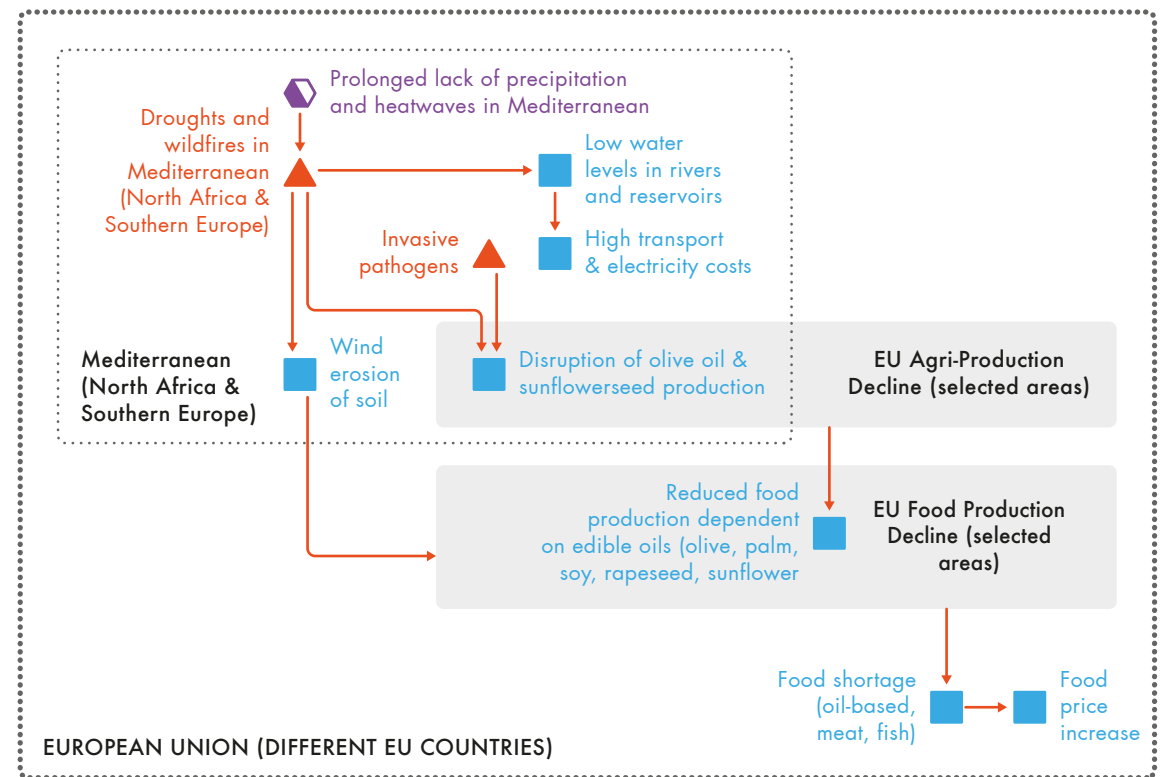 Prolonged lack of precipitation
and heatwaves in Mediterranean
Droughts and
wildfires in
Mediterranean
(North Africa &
Southern Europe)
Low water
levels in rivers
and reservoirs
Invasive
pathogens
High transport
& electricity costs
Mediterranean
(North Africa &
Southern Europe)
Wind
erosion
of soil
Disruption of olive oil &
sunflowerseed production
EU Agri-Production
Decline (selected areas)
Reduced food
production dependent
on edible oils (olive, palm,
soy, rapeseed, sunflower
EU Food Production
Decline (selected
areas)
Food shortage
(oil-based,
meat, fish)
Food
price
increase
EUROPEAN UNION (DIFFERENT EU COUNTRIES)